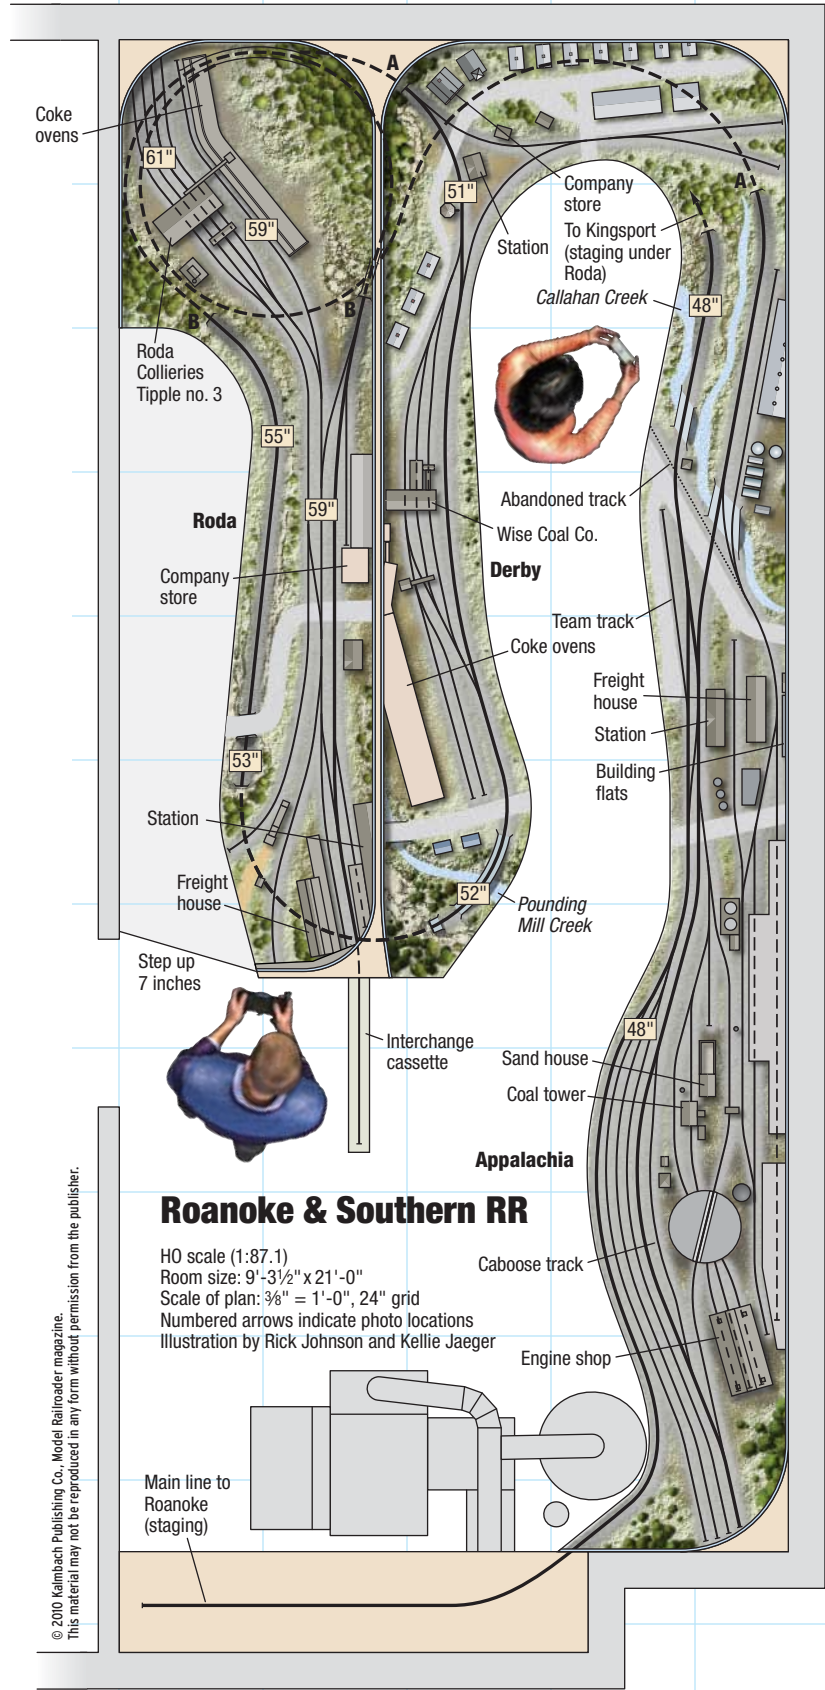 A
Coke
ovens
61"
59"
51"
Company
store
Station
A
To Kingsport
(staging under
Roda)
Callahan Creek
48"
B
B
Roda
Collieries
Tipple no. 3
55"
59"
Roda
Abandoned track
Wise Coal Co.
Derby
Company
store
Team track
Coke ovens
Freight
house
Station
53"
Building
flats
Station
Freight
house
52"
Pounding
Mill Creek
Step up
7 inches
48"
Interchange
cassette
Sand house
Coal tower
Appalachia
Roanoke & Southern RR
HO scale (1:87.1)
Room size: 9'-3½" x 21'-0"
Scale of plan: ⅜" = 1'-0", 24" grid
Numbered arrows indicate photo locations
Illustration by Rick Johnson and Kellie Jaeger
Caboose track
Engine shop
Main line to
Roanoke
(staging)
© 2010 Kalmbach Publishing Co., Model Railroader magazine.
This material may not be reproduced in any form without permission from the publisher.